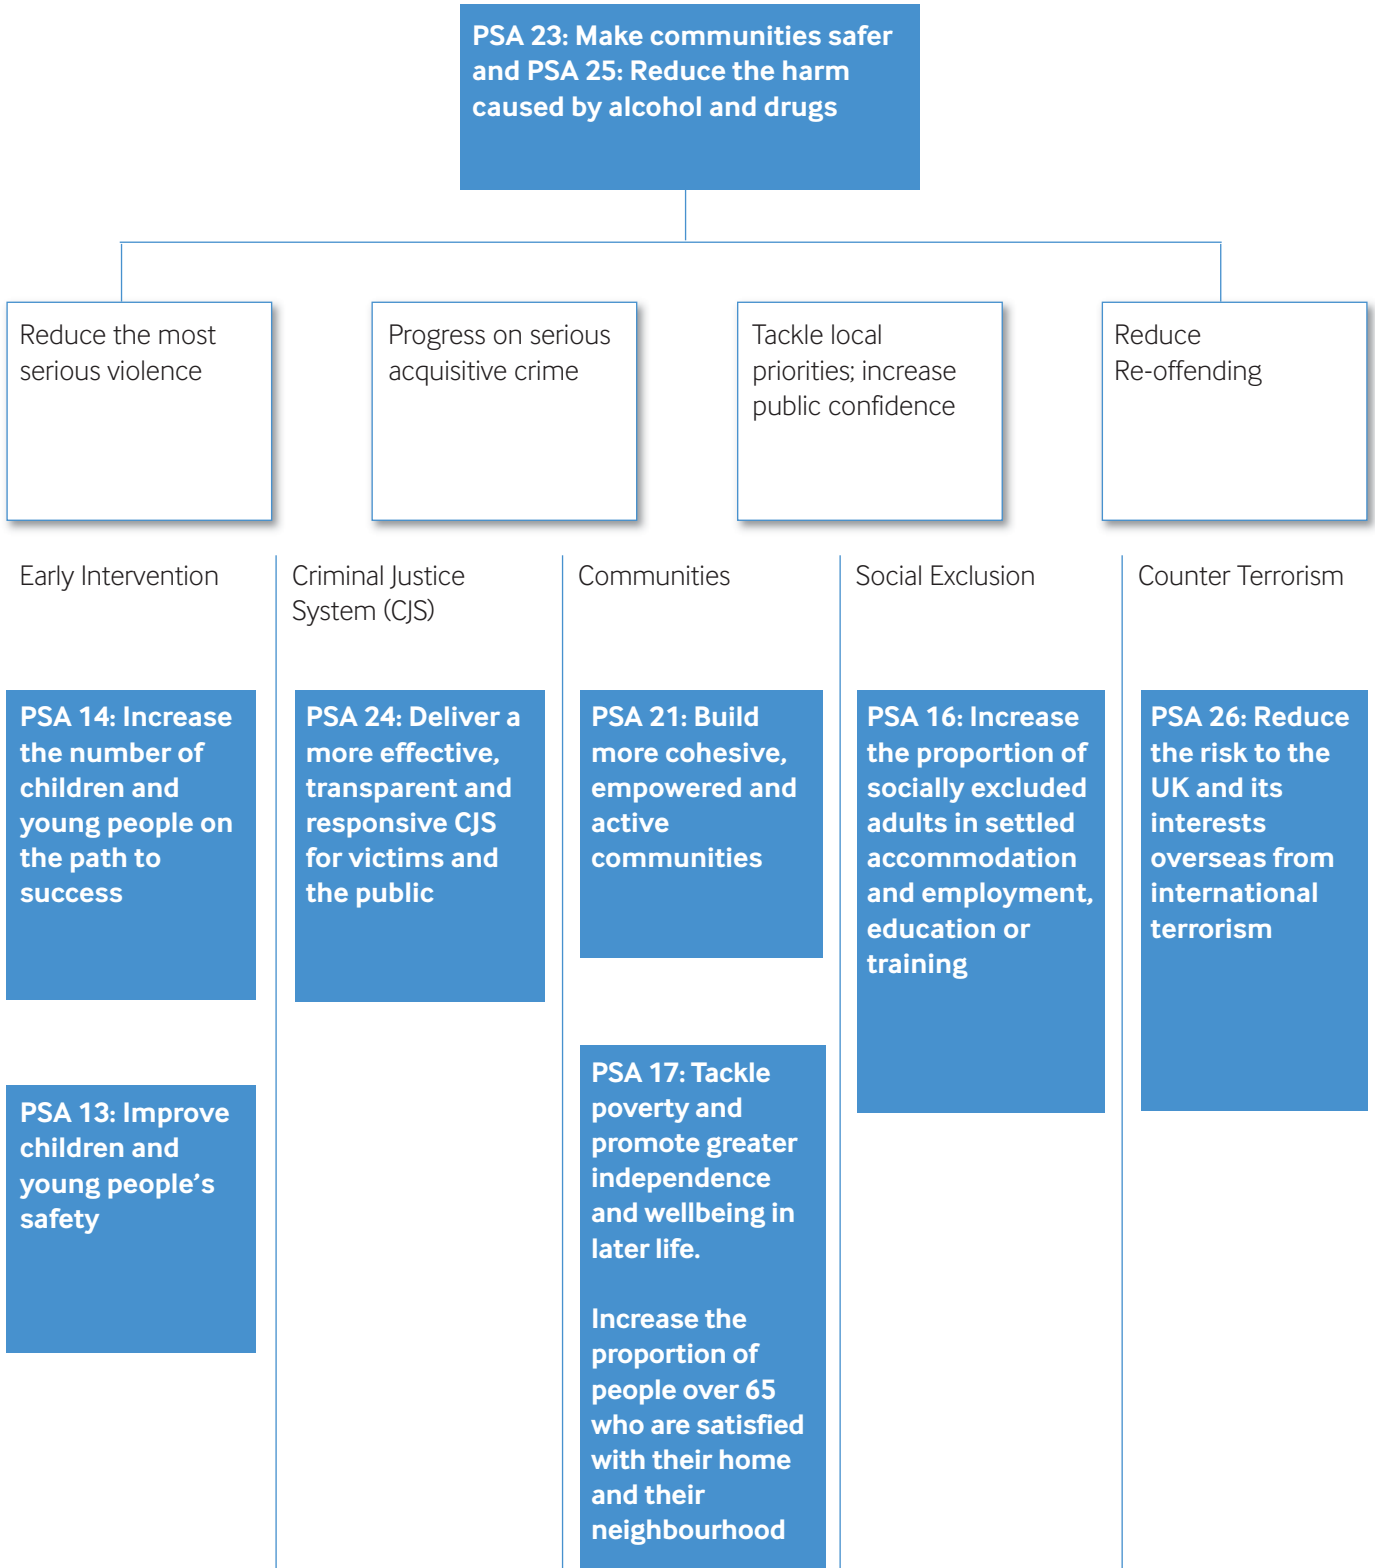 PSA 23: Make communities safer
and PSA 25: Reduce the harm
caused by alcohol and drugs
Reduce the most
serious violence
Progress on serious
acquisitive crime
Tackle local
priorities; increase
public confidence
Reduce
Re-offending
Early Intervention
Criminal Justice
System (CJS)
Communities
Social Exclusion
Counter Terrorism
PSA 14: Increase
the number of
children and
young people on
the path to
success
PSA 13: Improve
children and
young people’s
safety
PSA 24: Deliver a
more effective,
transparent and
responsive CJS
for victims and
the public
PSA 21: Build
more cohesive,
empowered and
active
communities
PSA 17: Tackle
poverty and
promote greater
independence
and wellbeing in
later life.
Increase the
proportion of
people over 65
who are satisfied
with their home
and their
neighbourhood
PSA 16: Increase
the proportion of
socially excluded
adults in settled
accommodation
and employment,
education or
training
PSA 26: Reduce
the risk to the
UK and its
interests
overseas from
international
terrorism